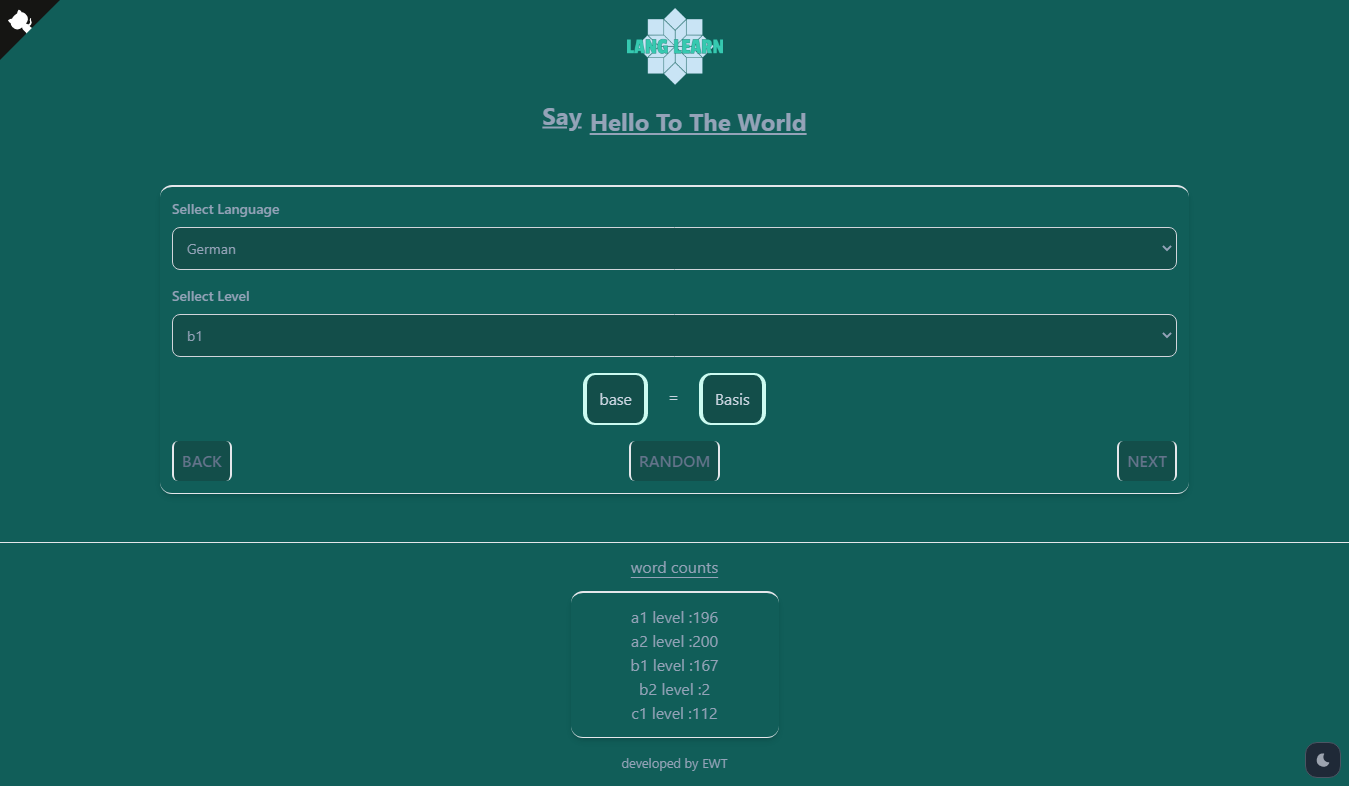 LANG LEARN
Say Hello To The World
Sellect Language
German
Sellect Level
b1
base = Basis
BACK RANDOM NEXT
word counts
a1 level :196
a2 level :200
b1 level :167
b2 level :2
c1 level :112
developed by EWT